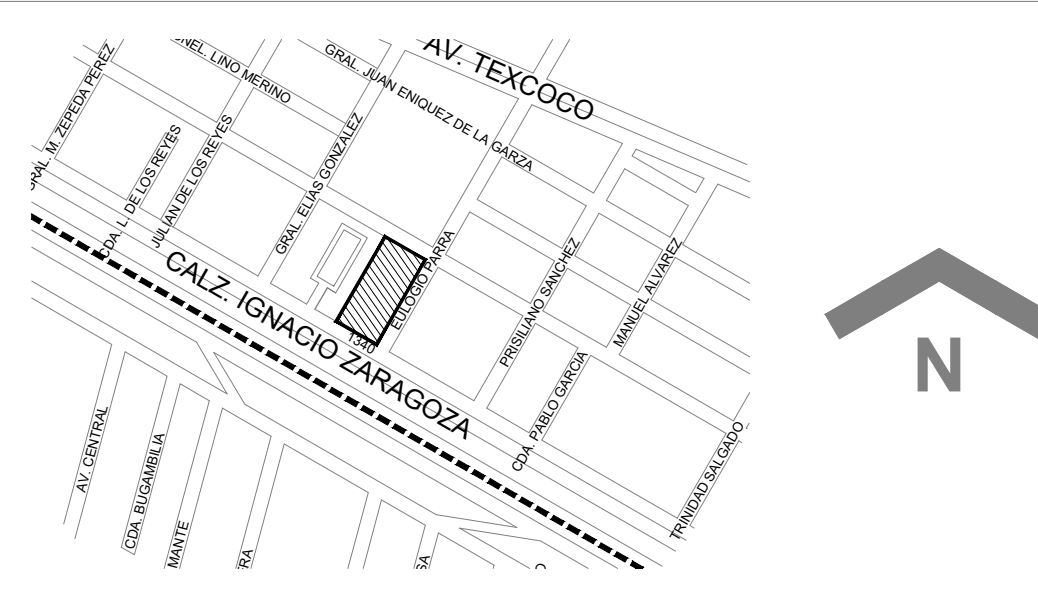 AV. TEXCOCO
NEL. LINO MERINO
GRAL. JUAN ENIQUEZ DE LA GARZA
GRAL. M. ZEPEDA PEREZ
CDA. L. DE LOS REYES
JULIAN DE LOS REYES
GRAL. ELIAS GONZALEZ
EULOGIO PARRA
PRISILIANO SANCHEZ
MANUEL ALVAREZ
CALZ. IGNACIO ZARAGOZA
1340
N
CDA. PABLO GARCIA
TRINIDAD SALGADO
AV. CENTRAL
CDA. BUGAMBILIA
MANTE
RA
SA